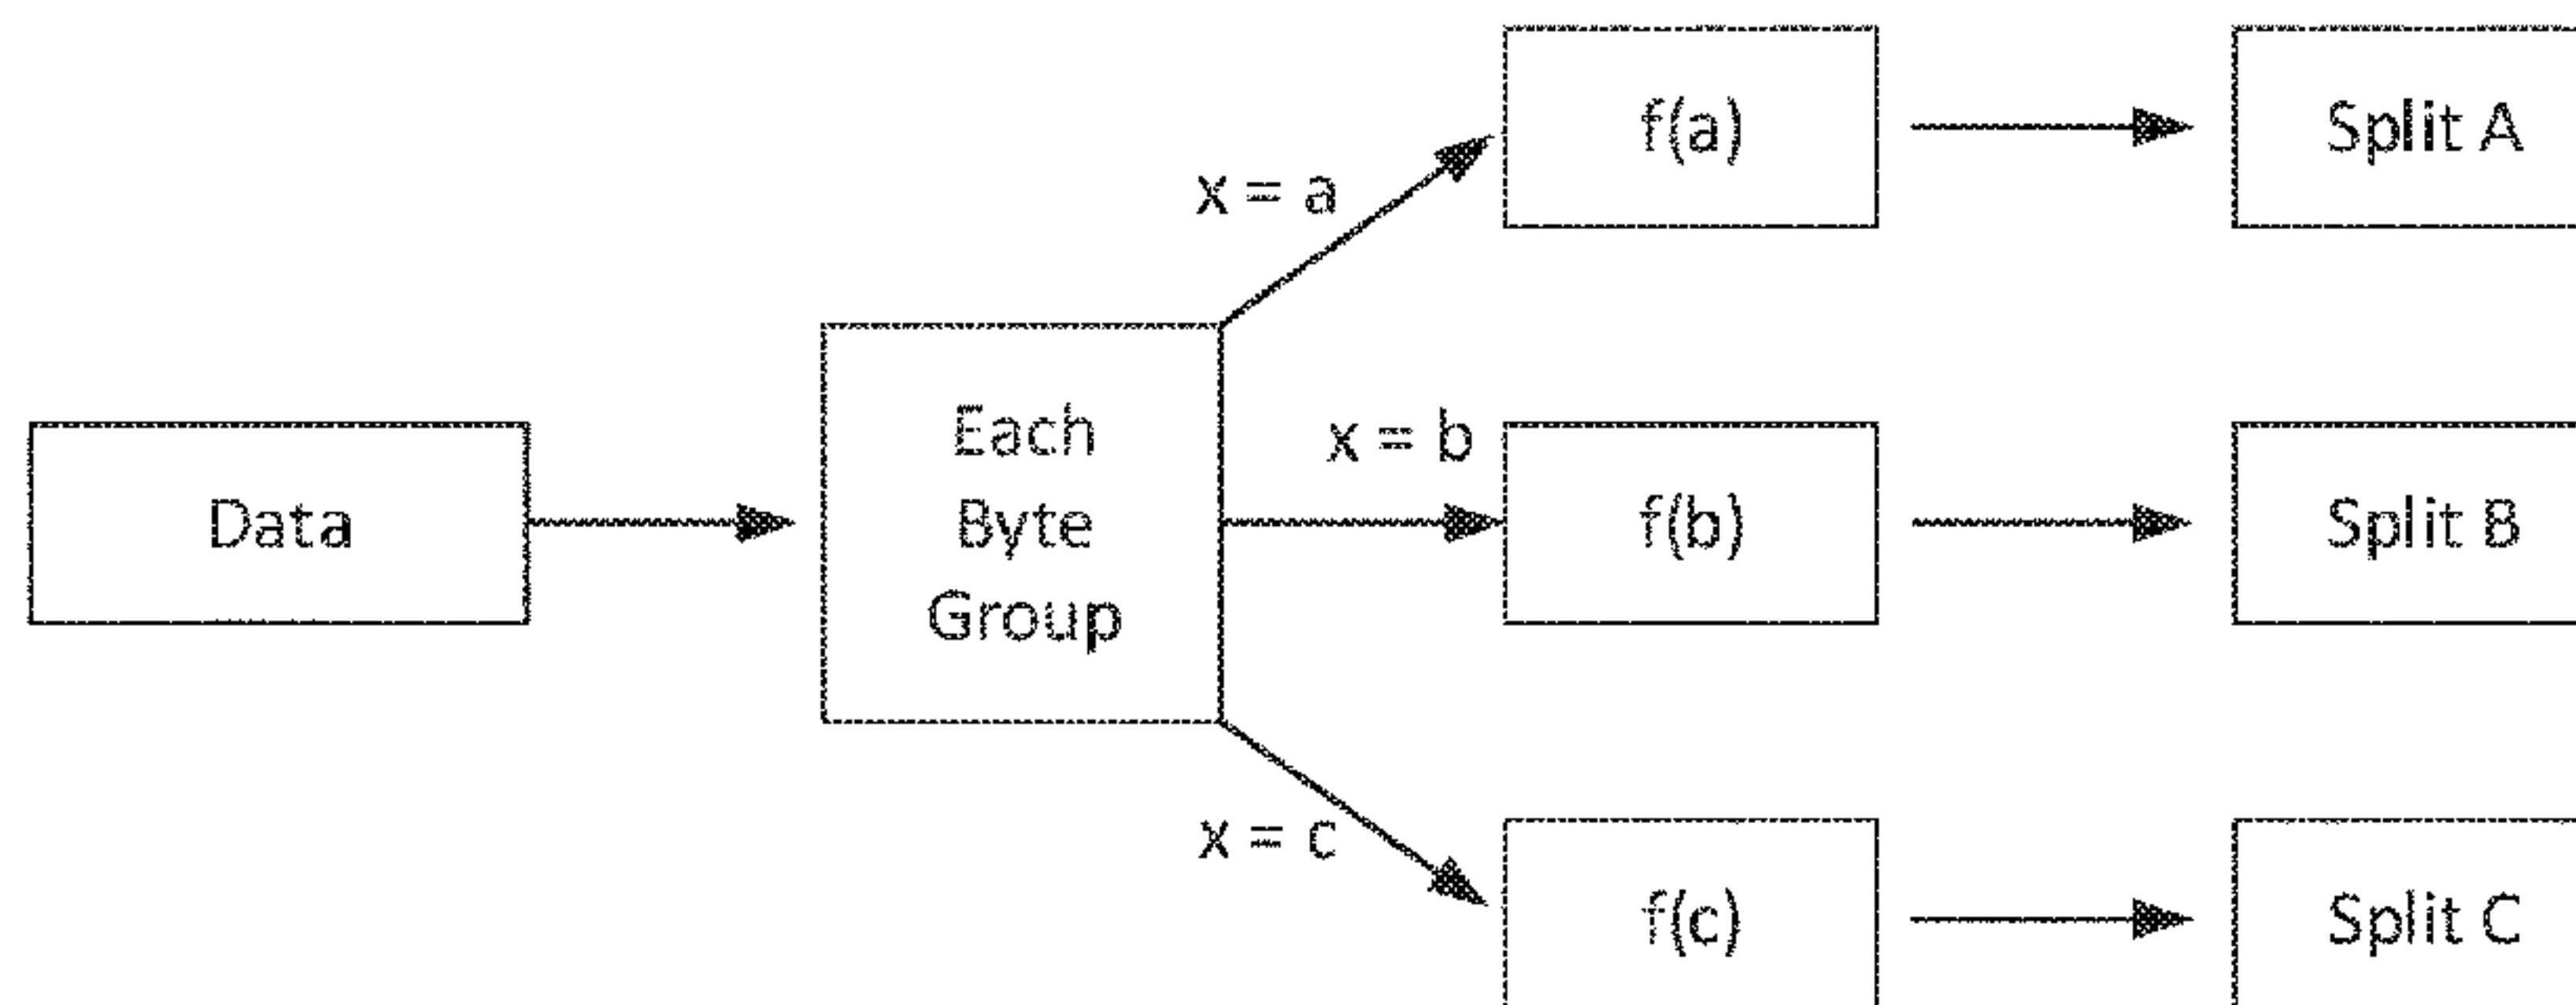 x = a
f(a)
Split A
Data
Each
Byte
Group
x = b
f(b)
Split B
x = c
f(c)
Split C